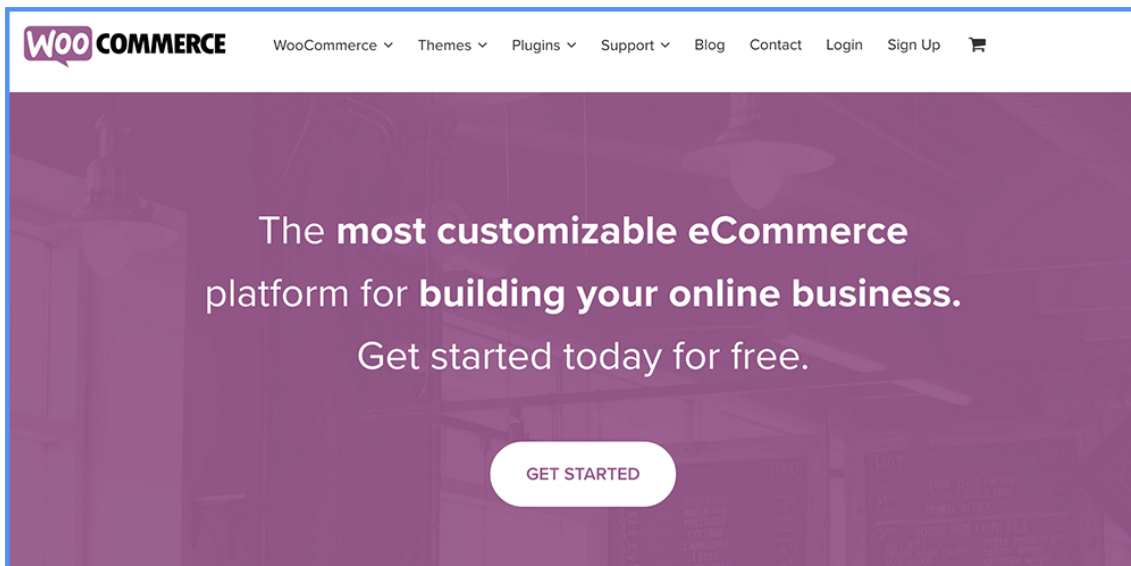 WOO COMMERCE
WooCommerce Themes Plugins Support Blog Contact Login Sign Up
The most customizable eCommerce
platform for building your online business.
Get started today for free.
GET STARTED